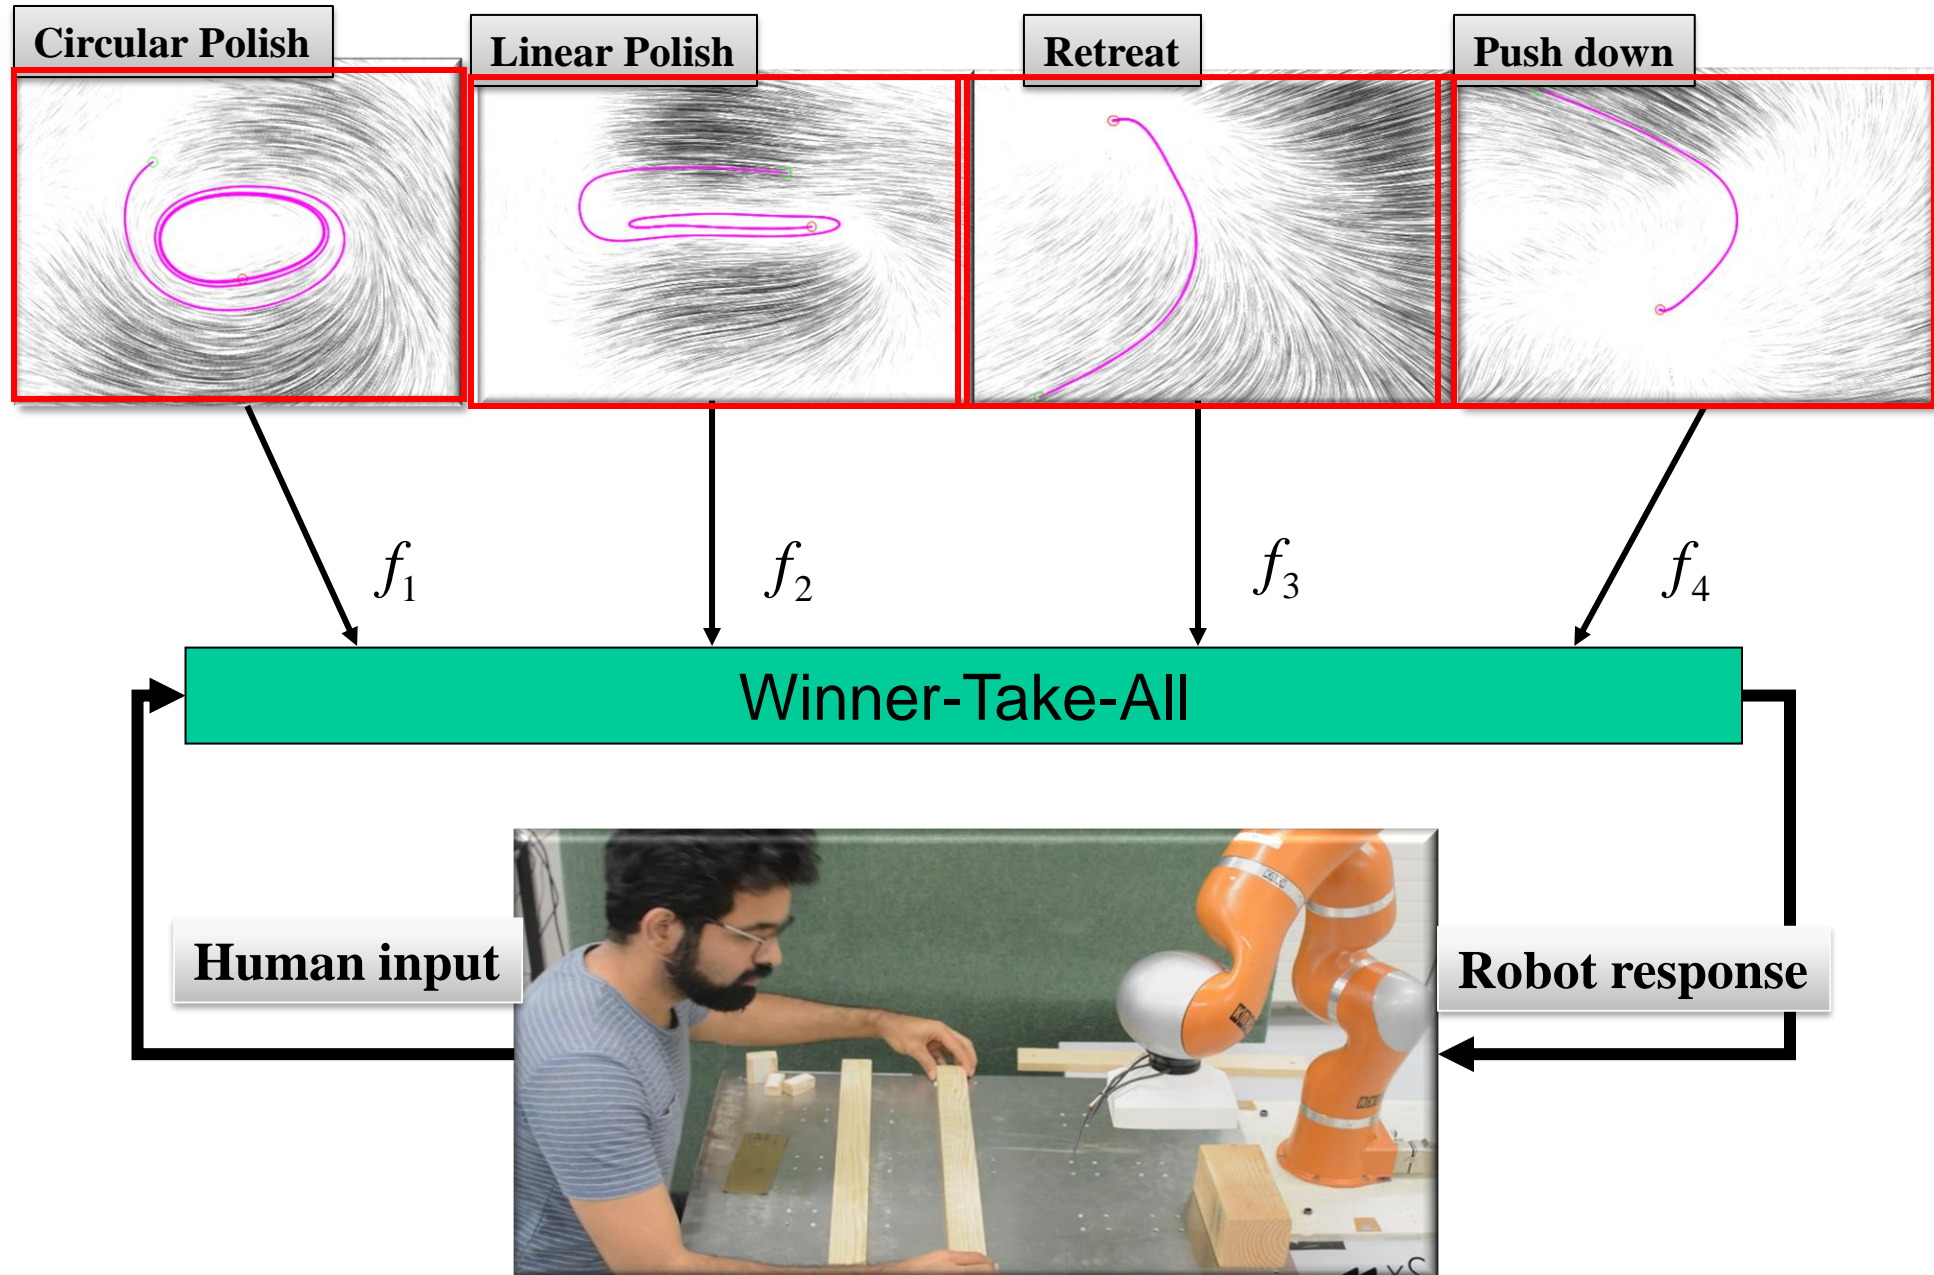 Circular Polish
Linear Polish
Retreat
Push down
f1
f2
f3
f4
Winner-Take-All
Human input
Robot response